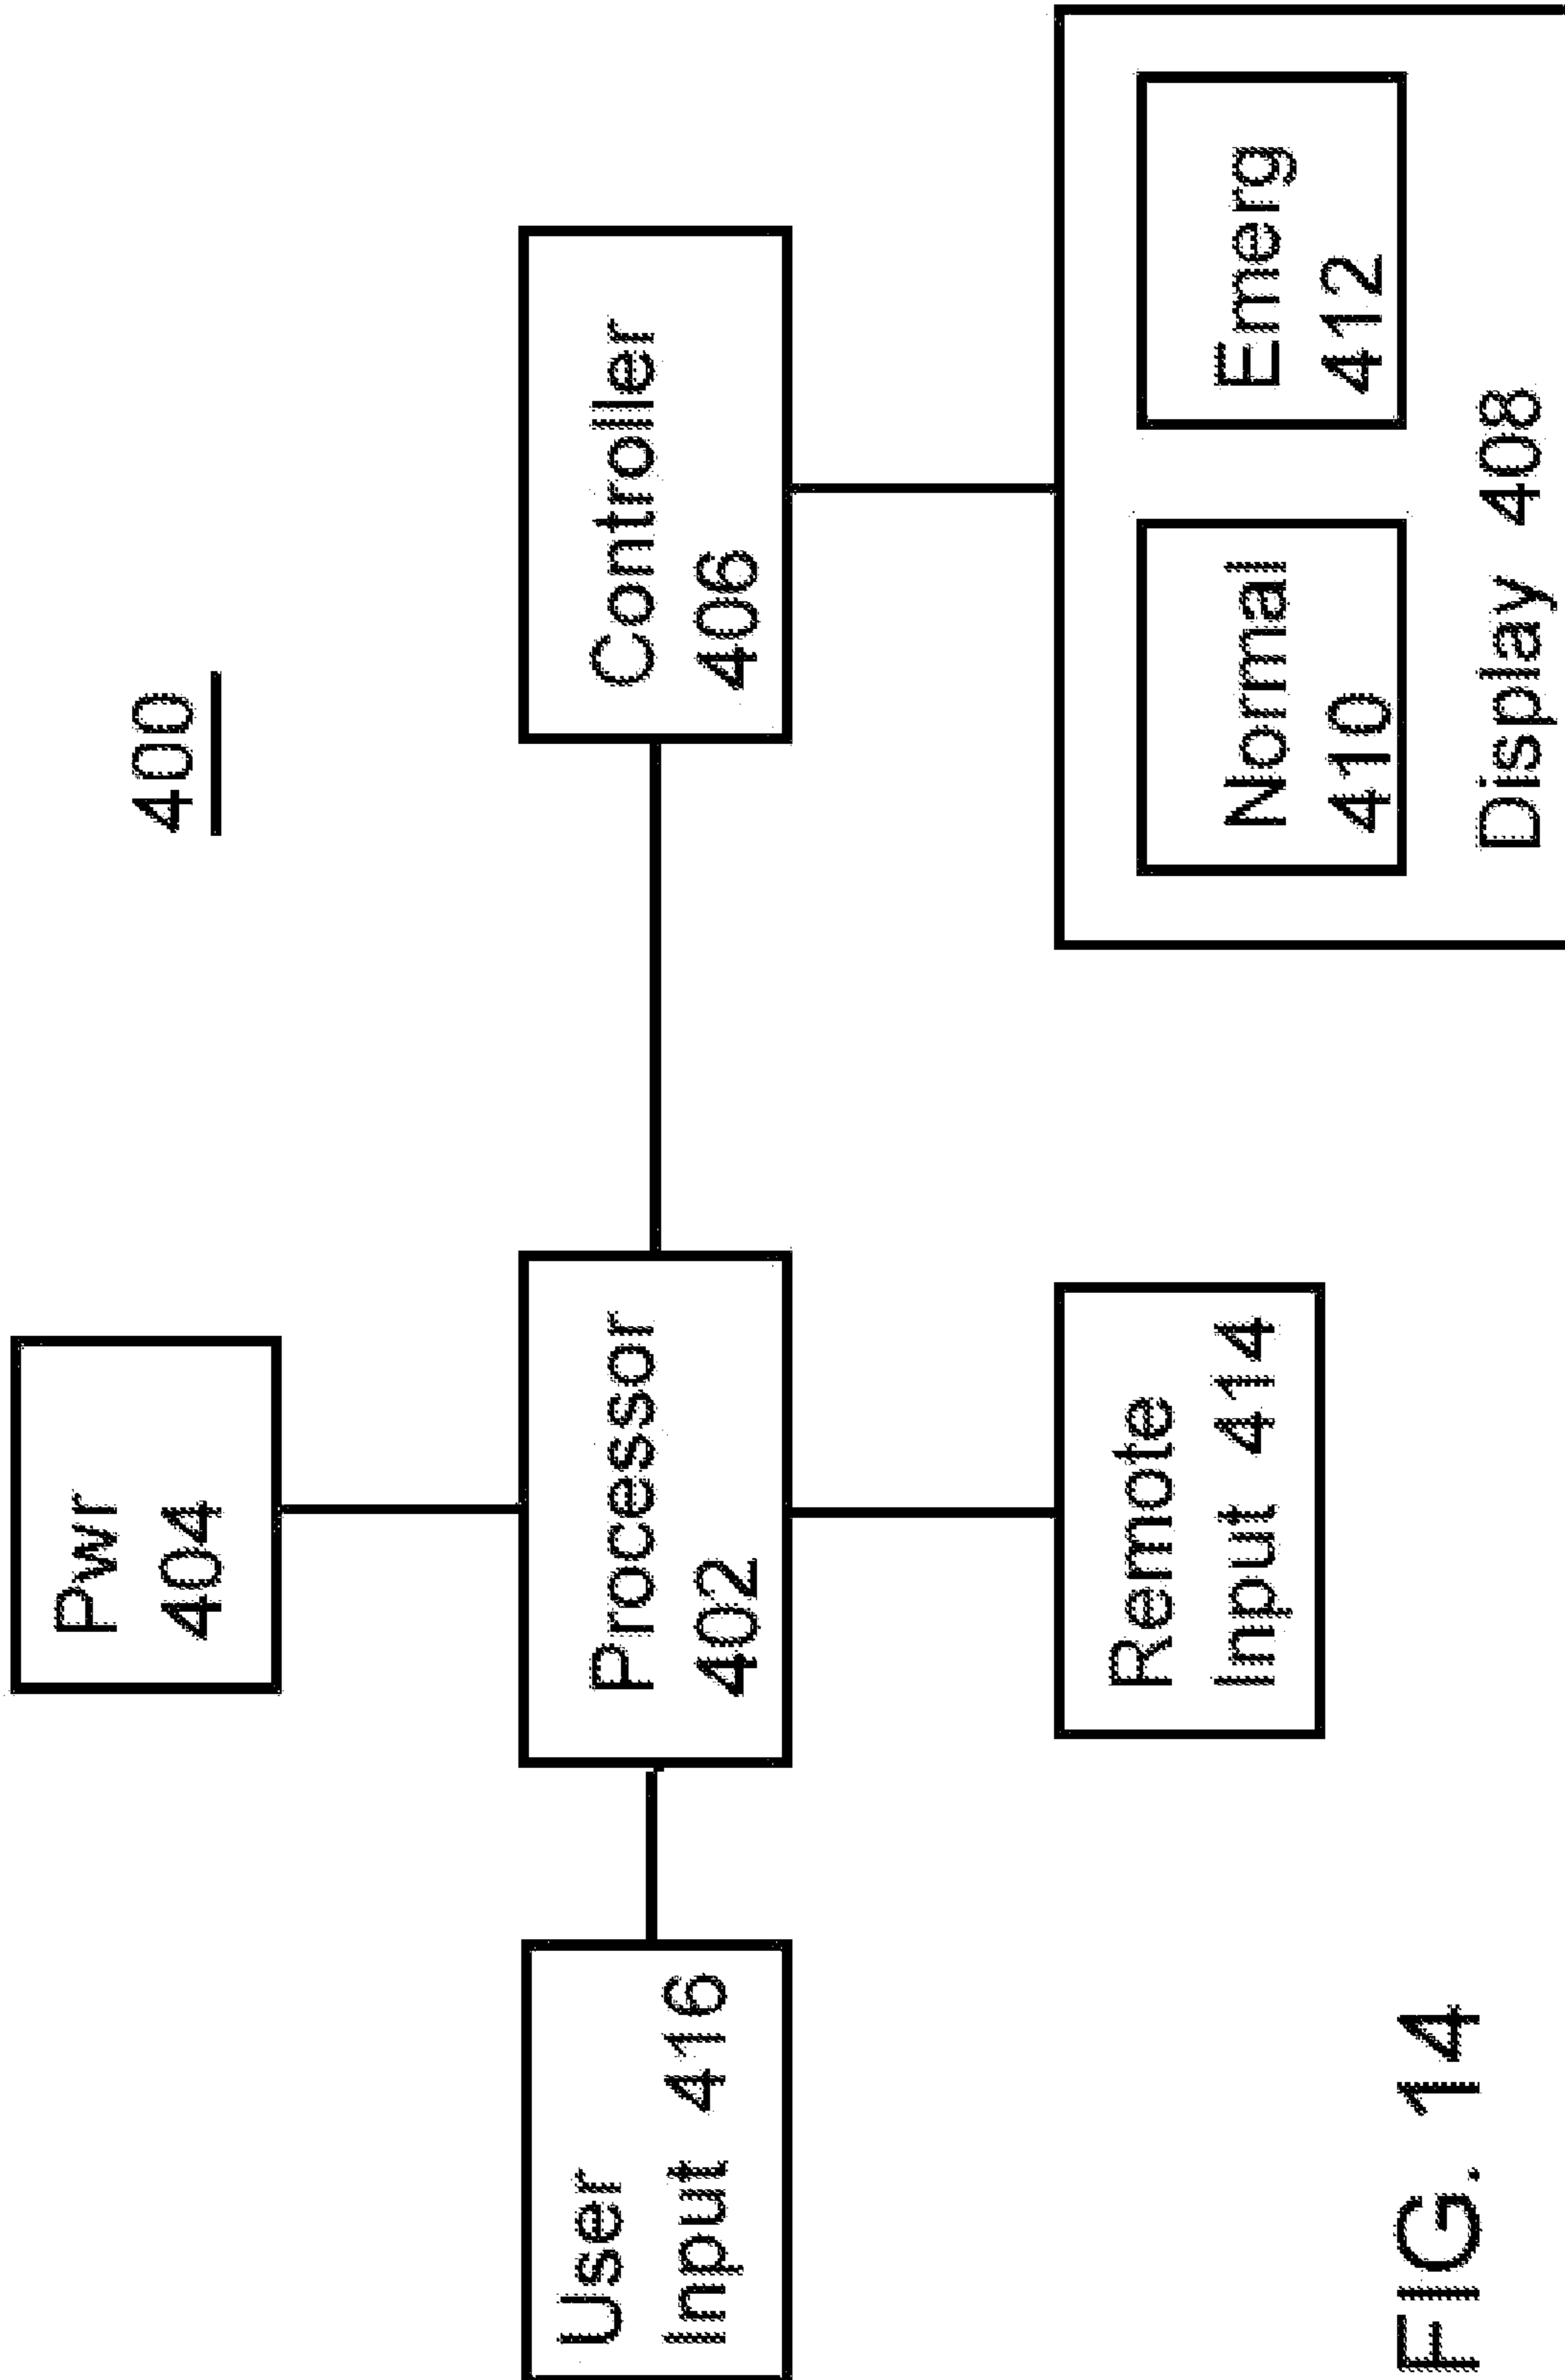 400
Pwr
404
User
Input 416
Processor
402
Controller
406
Remote
Input 414
Normal
410
Emerg
412
Display 408
FIG. 14